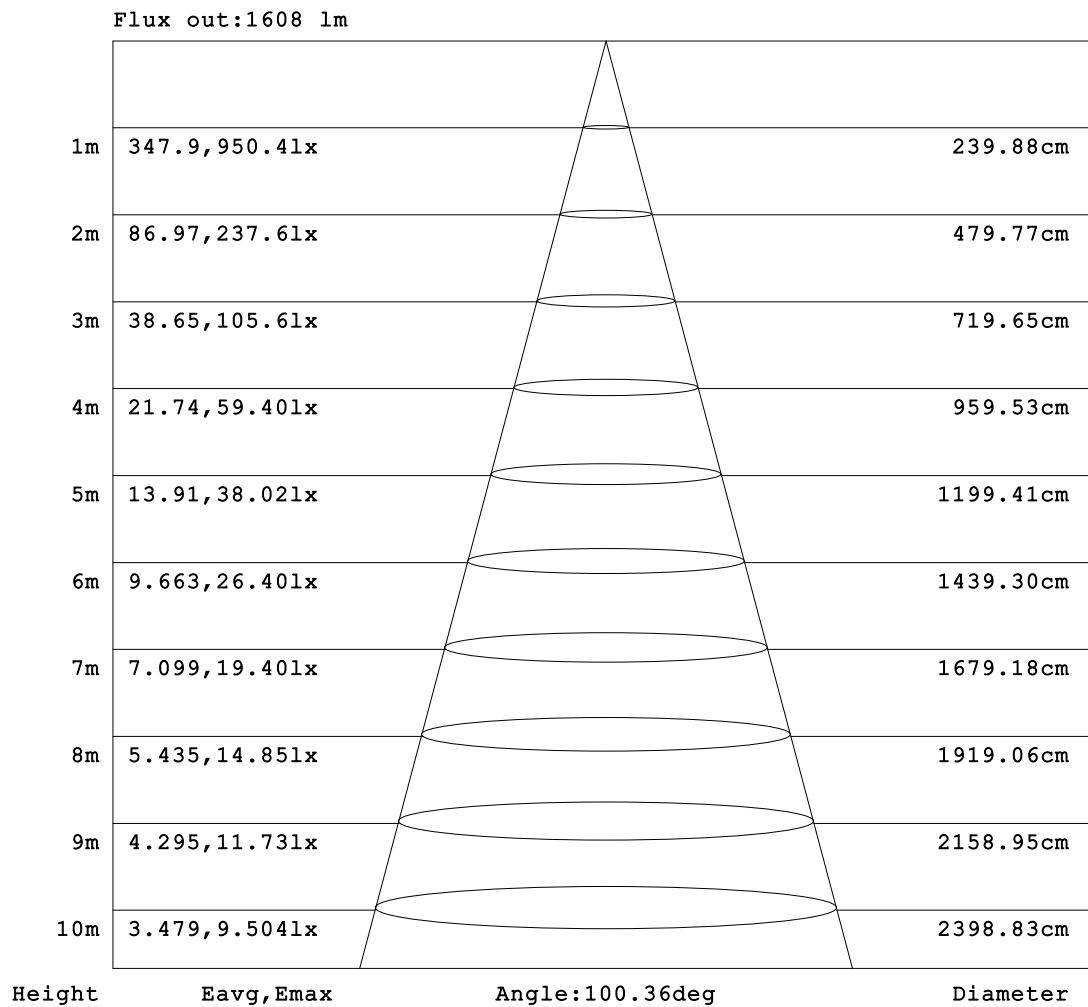 Flux out:1608 lm
1m 347.9,950.4lx 239.88cm
2m 86.97,237.6lx 479.77cm
3m 38.65,105.6lx 719.65cm
4m 21.74,59.40lx 959.53cm
5m 13.91,38.02lx 1199.41cm
6m 9.663,26.40lx 1439.30cm
7m 7.099,19.40lx 1679.18cm
8m 5.435,14.85lx 1919.06cm
9m 4.295,11.73lx 2158.95cm
10m 3.479,9.504lx 2398.83cm
Height Eavg,Emax Angle:100.36deg Diameter